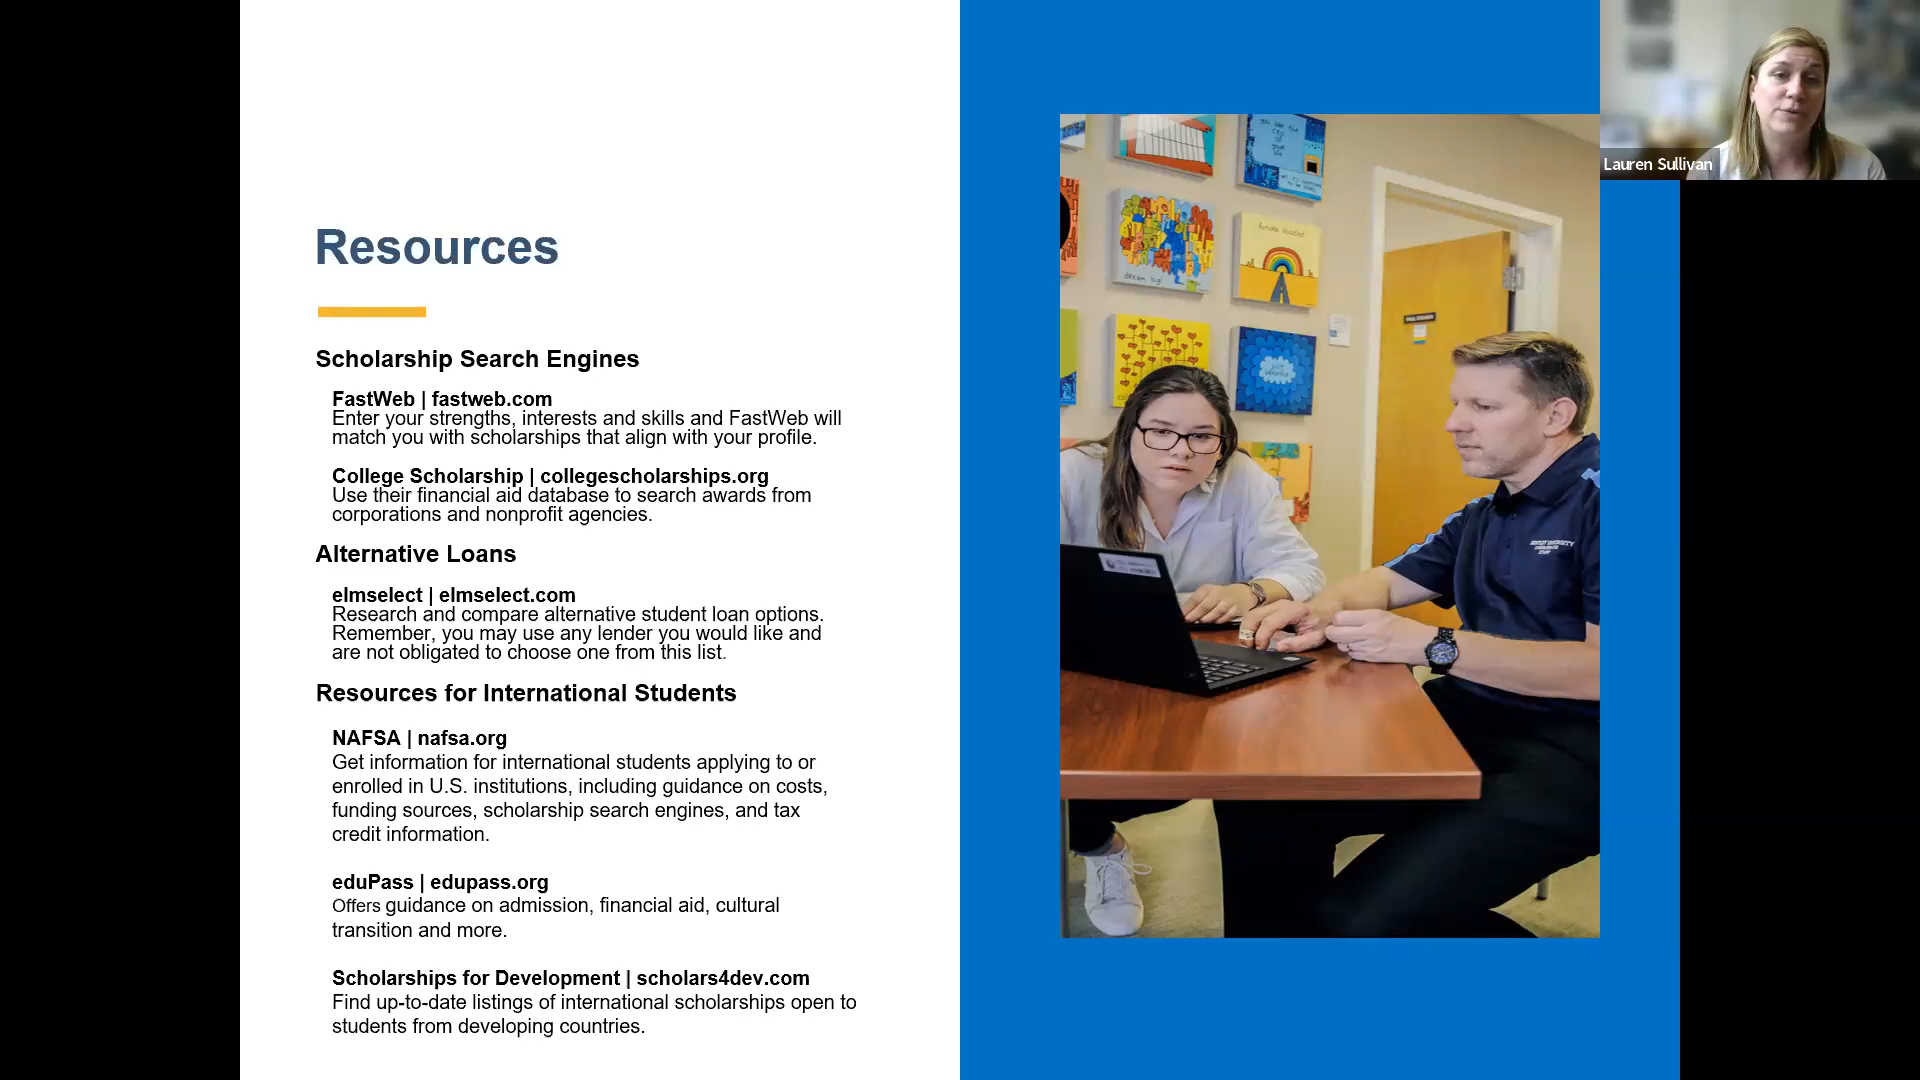 Resources
Scholarship Search Engines
FastWeb | fastweb.com
Enter your strengths, interests and skills and FastWeb will
match you with scholarships that align with your profile.
College Scholarship | collegescholarships.org
Use their financial aid database to search awards from
corporations and nonprofit agencies.
Alternative Loans
elmselect | elmselect.com
Research and compare alternative student loan options.
Remember, you may use any lender you would like and
are not obligated to choose one from this list.
Resources for International Students
NAFSA | nafsa.org
Get information for international students applying to or
enrolled in U.S. institutions, including guidance on costs,
funding sources, scholarship search engines, and tax
credit information.
eduPass | edupass.org
Offers guidance on admission, financial aid, cultural
transition and more.
Scholarships for Development | scholars4dev.com
Find up-to-date listings of international scholarships open to
students from developing countries.
Lauren Sullivan
dream big!
future focused
just
breathe